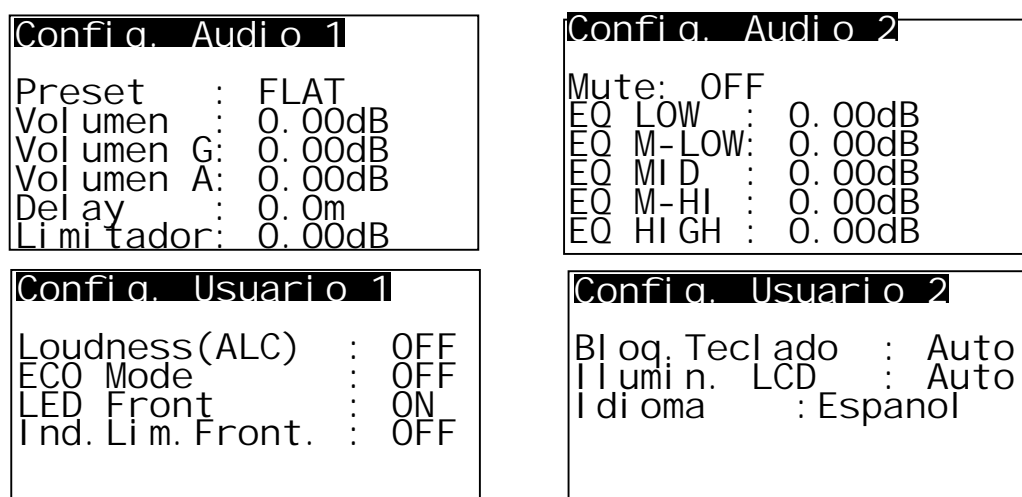 Config. Audio 1
Preset : FLAT
Volumen : 0.00dB
Volumen G: 0.00dB
Volumen A: 0.00dB
Delay : 0.0m
Limitador: 0.00dB
Config. Audio 2
Mute: OFF
EQ LOW : 0.00dB
EQ M-LOW: 0.00dB
EQ MID : 0.00dB
EQ M-HI : 0.00dB
EQ HIGH : 0.00dB
Config. Usuario 1
Loudness(ALC) : OFF
ECO Mode : OFF
LED Front : ON
Ind.Lim.Front. : OFF
Config. Usuario 2
Bloq.Teclado : Auto
Ilumin. LCD : Auto
Idioma :Espanol